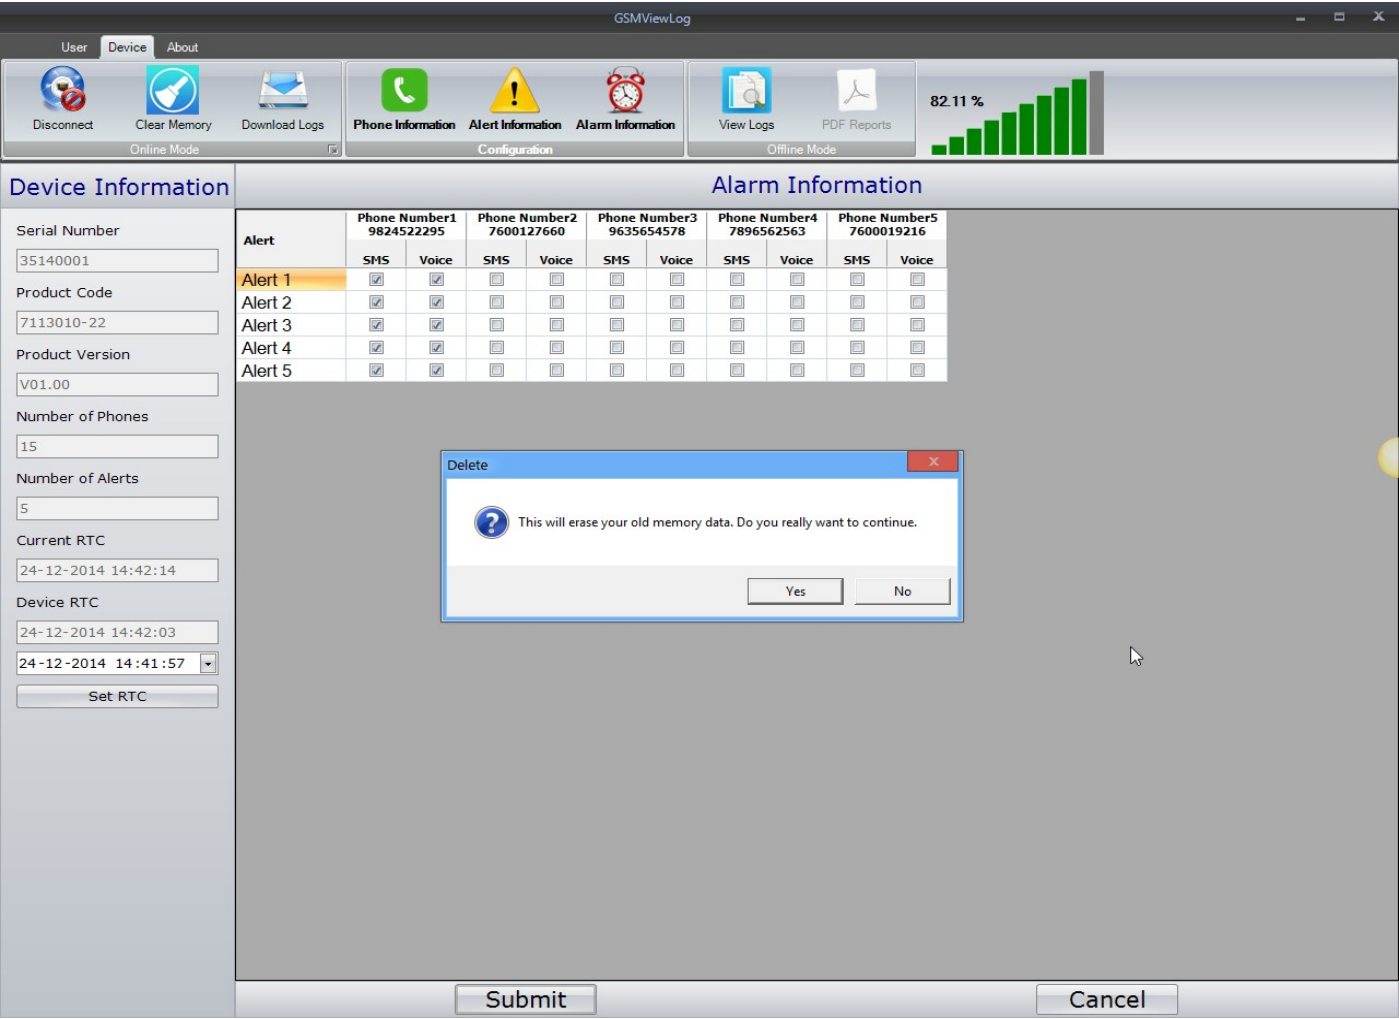 GSMViewLog
User Device About
Disconnect Clear Memory Download Logs Phone Information Alert Information Alarm Information View Logs PDF Reports 82.11 %
Online Mode Configuration Offline Mode
Device Information Alarm Information
Serial Number
35140001
Product Code
7113010-22
Product Version
V01.00
Number of Phones
15
Number of Alerts
5
Current RTC
24-12-2014 14:42:14
Device RTC
24-12-2014 14:42:03
24-12-2014 14:41:57
Set RTC
Alert Phone Number1 Phone Number2 Phone Number3 Phone Number4 Phone Number5
9824522295 7600127660 9635654578 7896562563 7600019216
SMS Voice SMS Voice SMS Voice SMS Voice SMS Voice
Alert 1
Alert 2
Alert 3
Alert 4
Alert 5
Delete X
This will erase your old memory data. Do you really want to continue.
Yes No
Submit Cancel